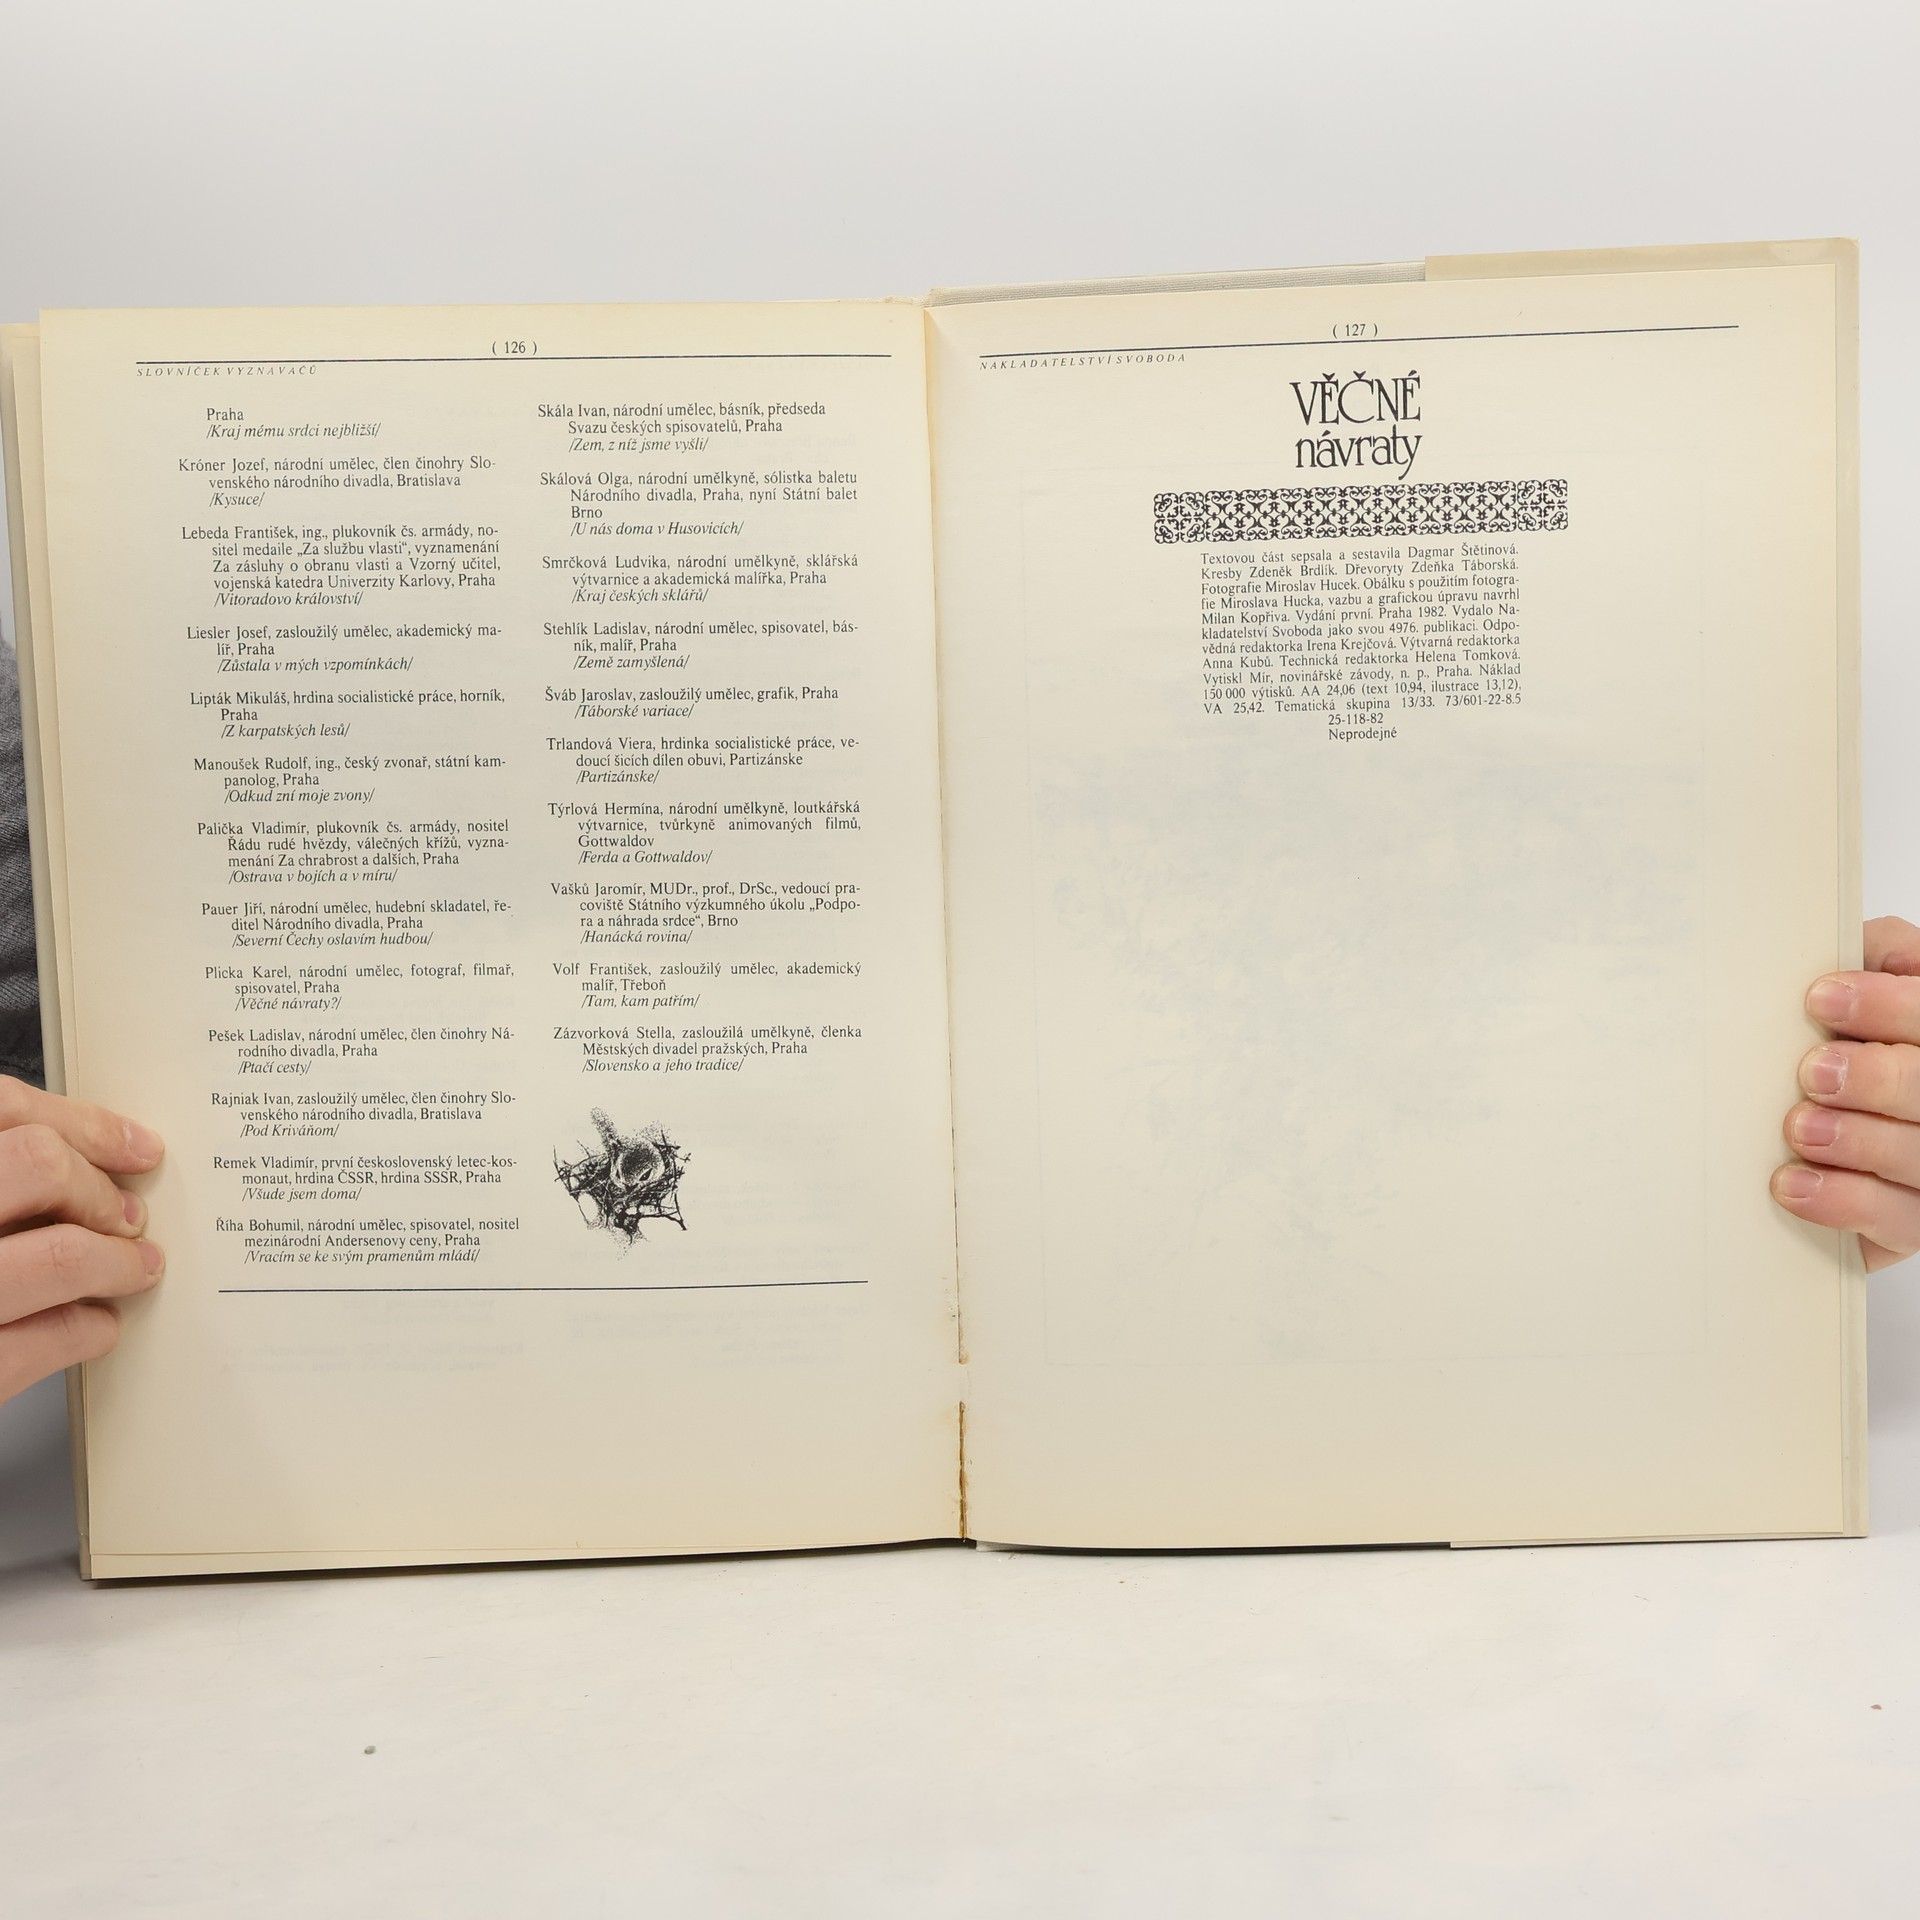 ( 126 )
SLOVNÍČEK VYZNAVAČŮ
Praha
/Kraj mému srdci nejbližší/
Króner Jozef, národní umělec, člen činohry Slo-
venského národního divadla, Bratislava
/Kysuce/
Lebeda František, ing., plukovník čs. armády, no-
sitel medaile „Za službu vlasti“, vyznamenání
Za zásluhy o obranu vlasti a Vzorný učitel,
vojenská katedra Univerzity Karlovy, Praha
/Vitoradovo království/
Liesler Josef, zasloužilý umělec, akademický ma-
líř, Praha
/Zůstala v mých vzpomínkách/
Lipták Mikuláš, hrdina socialistické práce, horník,
Praha
/Z karpatských lesů/
Manoušek Rudolf, ing., český zvonař, státní kam-
panolog, Praha
/Odkud zní moje zvony/
Palička Vladimír, plukovník čs. armády, nositel
Řádu rudé hvězdy, válečných křížů, vyzna-
menání Za chrabrost a dalších, Praha
/Ostrava v bojích a v míru/
Pauer Jiří, národní umělec, hudební skladatel, ře-
ditel Národního divadla, Praha
/Severní Čechy oslavím hudbou/
Plicka Karel, národní umělec, fotograf, filmař,
spisovatel, Praha
/Věčné návraty?/
Pešek Ladislav, národní umělec, člen činohry Ná-
rodního divadla, Praha
/Ptačí cesty/
Rajniak Ivan, zasloužilý umělec, člen činohry Slo-
venského národního divadla, Bratislava
/Pod Kriváňom/
Remek Vladimír, první československý letec-kos-
monaut, hrdina ČSSR, hrdina SSSR, Praha
/Všude jsem doma/
Říha Bohumil, národní umělec, spisovatel, nositel
mezinárodní Andersenovy ceny, Praha
/Vracím se ke svým pramenům mládí/
Skála Ivan, národní umělec, básník, předseda
Svazu českých spisovatelů, Praha
/Zem, z níž jsme vyšli/
Skálová Olga, národní umělkyně, sólistka baletu
Národního divadla, Praha, nyní Státní balet
Brno
/U nás doma v Husovicích/
Smrčková Ludvika, národní umělkyně, sklářská
výtvarnice a akademická malířka, Praha
/Kraj českých sklářů/
Stehlík Ladislav, národní umělec, spisovatel, bás-
ník, malíř, Praha
/Země zamyšlená/
Šváb Jaroslav, zasloužilý umělec, grafik, Praha
/Táborské variace/
Trlandová Viera, hrdinka socialistické práce, ve-
doucí šicích dílen obuvi, Partizánske
/Partizánske/
Týrlová Hermína, národní umělkyně, loutkářská
výtvarnice, tvůrkyně animovaných filmů,
Gottwaldov
/Ferda a Gottwaldov/
Vašků Jaromír, MUDr., prof., DrSc., vedoucí pra-
coviště Státního výzkumného úkolu „Podpo-
ra a náhrada srdce“, Brno
/Hanácká rovina/
Volf František, zasloužilý umělec, akademický
malíř, Třeboň
/Tam, kam patřím/
Zázvorková Stella, zasloužilá umělkyně, členka
Městských divadel pražských, Praha
/Slovensko a jeho tradice/
( 127 )
NAKLADATELSTVÍ SVOBODA
VĚČNÉ
návraty
Textovou část sepsala a sestavila Dagmar Štětinová.
Kresby Zdeněk Brdlík. Dřevoryty Zdeňka Táborská.
Fotografie Miroslav Hucek. Obálku s použitím fotogra-
fie Miroslava Hucka, vazbu a grafickou úpravu navrhl
Milan Kopřiva. Vydání první. Praha 1982. Vydalo Na-
kladatelství Svoboda jako svou 4976. publikaci. Odpo-
vědná redaktorka Irena Krejčová. Výtvarná redaktorka
Anna Kubů. Technická redaktorka Helena Tomková.
Vytiskl Mír, novinářské závody, n. p., Praha. Náklad
150 000 výtisků. AA 24,06 (text 10,94, ilustrace 13,12),
VA 25,42. Tematická skupina 13/33. 73/601-22-8.5
25-118-82
Neprodejné